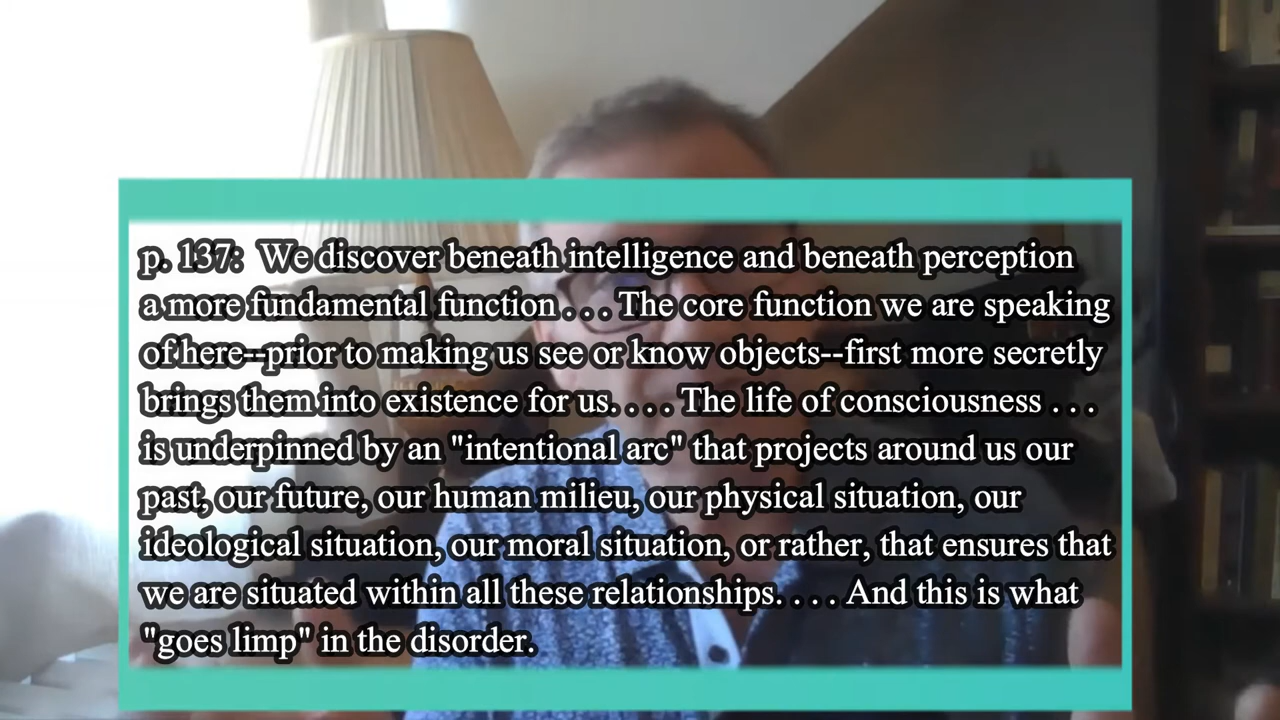 p. 137:  We discover beneath intelligence and beneath perception
a more fundamental function . . . . The core function we are speaking
of here--prior to making us see or know objects--first more secretly
brings them into existence for us. . . . The life of consciousness . . .
is underpinned by an "intentional arc" that projects around us our
past, our future, our human milieu, our physical situation, our
ideological situation, our moral situation, or rather, that ensures that
we are situated within all these relationships. . . . And this is what
"goes limp" in the disorder.